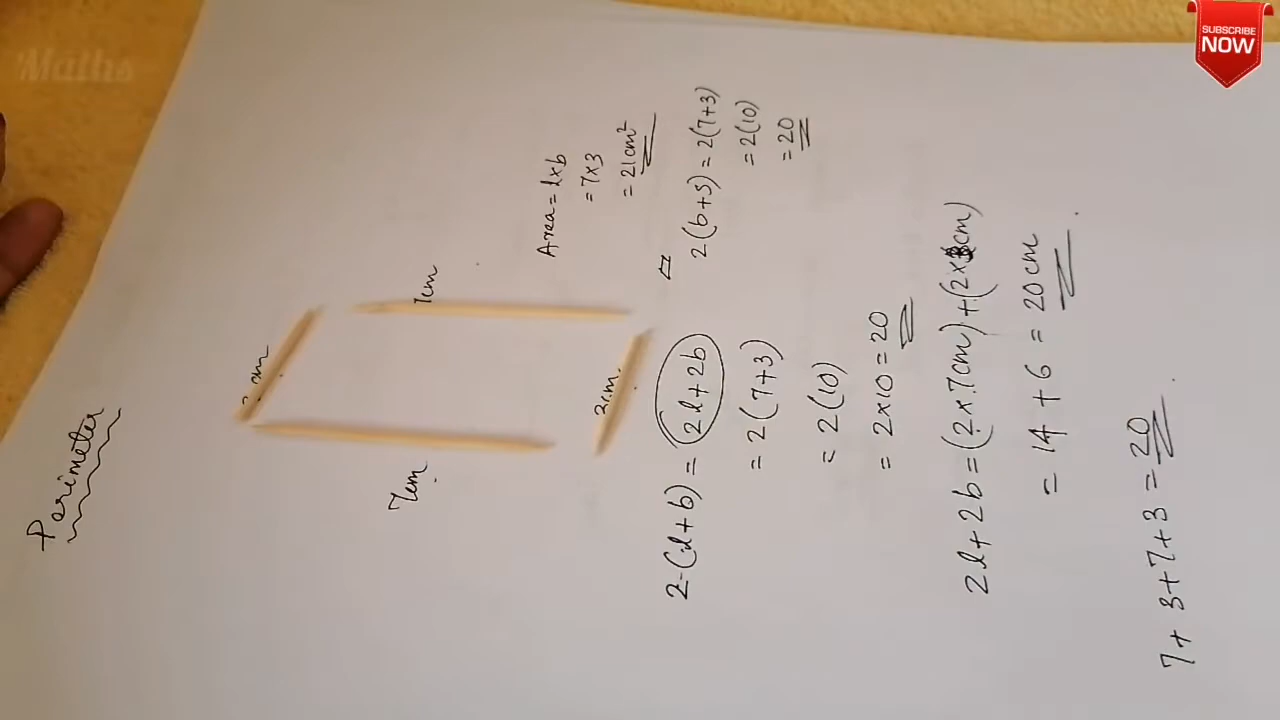 Maths
SUBSCRIBE
NOW
Perimeter
7cm
7cm
3cm.
Area = l×b
= 7×3
= 21cm²
2(l+b) = 2l+2b
= 2(7+3)
= 2(10)
= 2×10 = 20
2(b+3) = 2(7+3)
= 2(10)
= 20
2l+2b = (2×7cm)+(2×3cm)
= 14 + 6 = 20cm
7+3+7+3 = 20